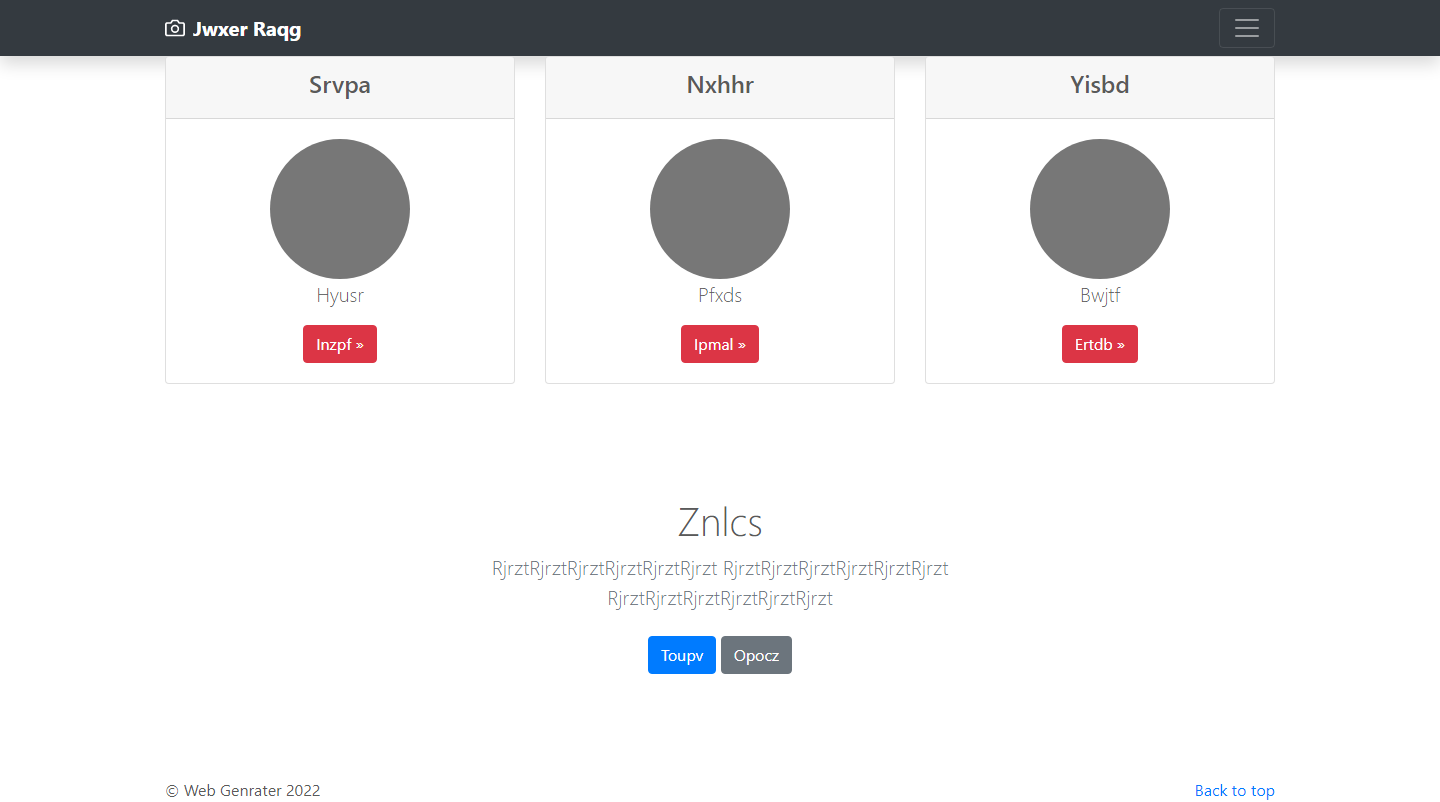 Jwxer Raqg
Srvpa
Nxhhr
Yisbd
Hyusr
Pfxds
Bwjtf
Inzpf »
Ipmal »
Ertdb »
Znlcs
RjrztRjrztRjrztRjrztRjrztRjrzt RjrztRjrztRjrztRjrztRjrztRjrzt
RjrztRjrztRjrztRjrztRjrztRjrzt
Toupv Opocz
© Web Genrater 2022
Back to top